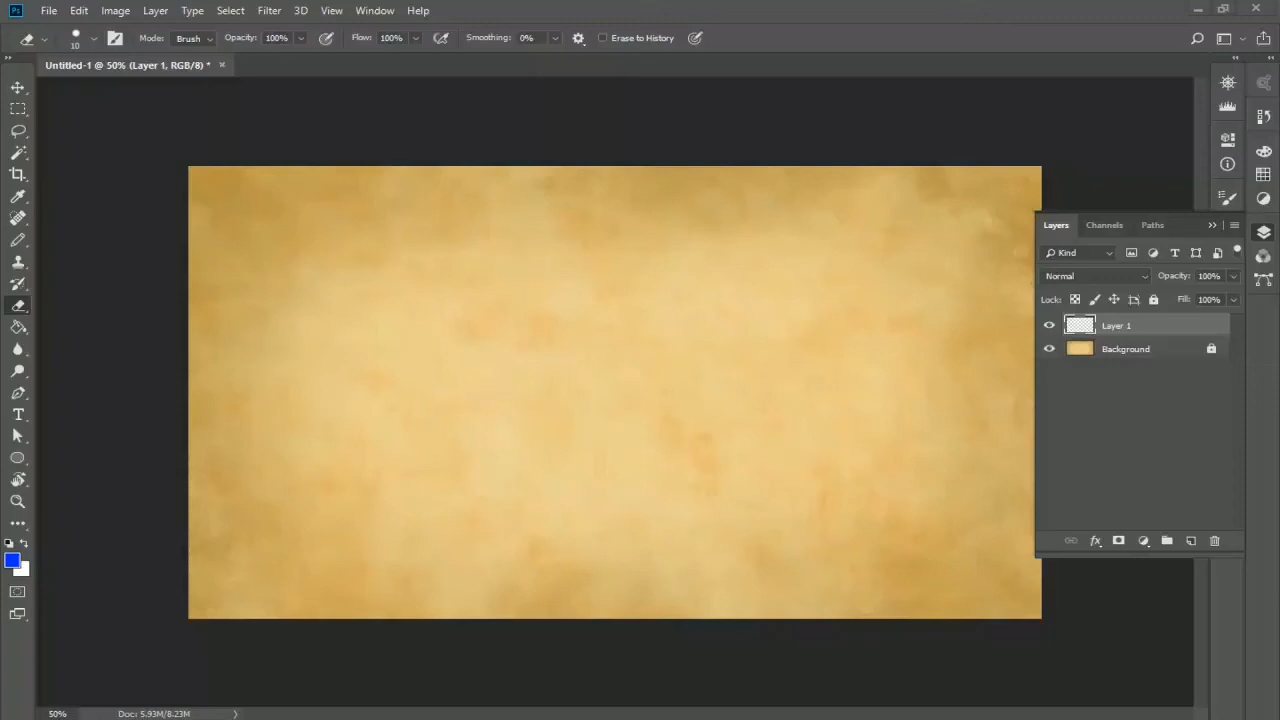 Ps File Edit Image Layer Type Select Filter 3D View Window Help
10 Mode: Brush Opacity: 100% Flow: 100% Smoothing: 0% Erase to History
Untitled-1 @ 50% (Layer 1, RGB/8) *
Layers Channels Paths
Kind
Normal Opacity: 100%
Lock: Fill: 100%
Layer 1
Background
50% Doc: 5.93M/8.23M